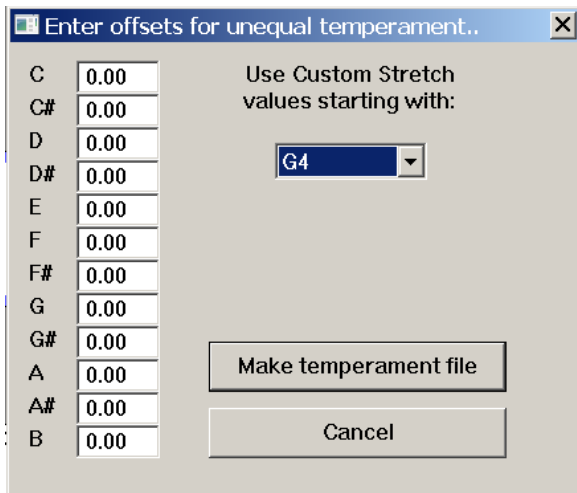 Enter offsets for unequal temperament..
C 0.00
C# 0.00
D 0.00
D# 0.00
E 0.00
F 0.00
F# 0.00
G 0.00
G# 0.00
A 0.00
A# 0.00
B 0.00
Use Custom Stretch
values starting with:
G4
Make temperament file
Cancel